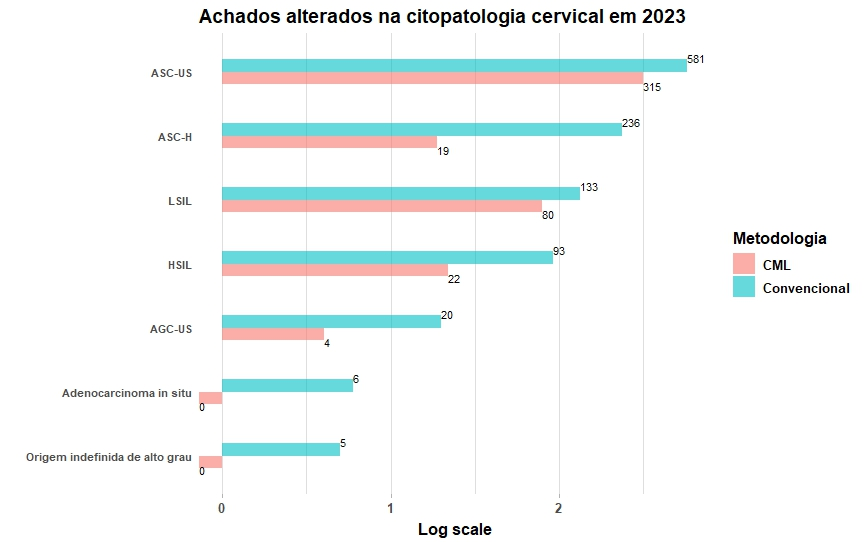 Achados alterados na citopatologia cervical em 2023
ASC-US
581
315
ASC-H
236
19
LSIL
133
80
HSIL
93
22
AGC-US
20
4
Adenocarcinoma in situ
6
0
Origem indefinida de alto grau
5
0
0 1 2
Log scale
Metodologia
CML
Convencional